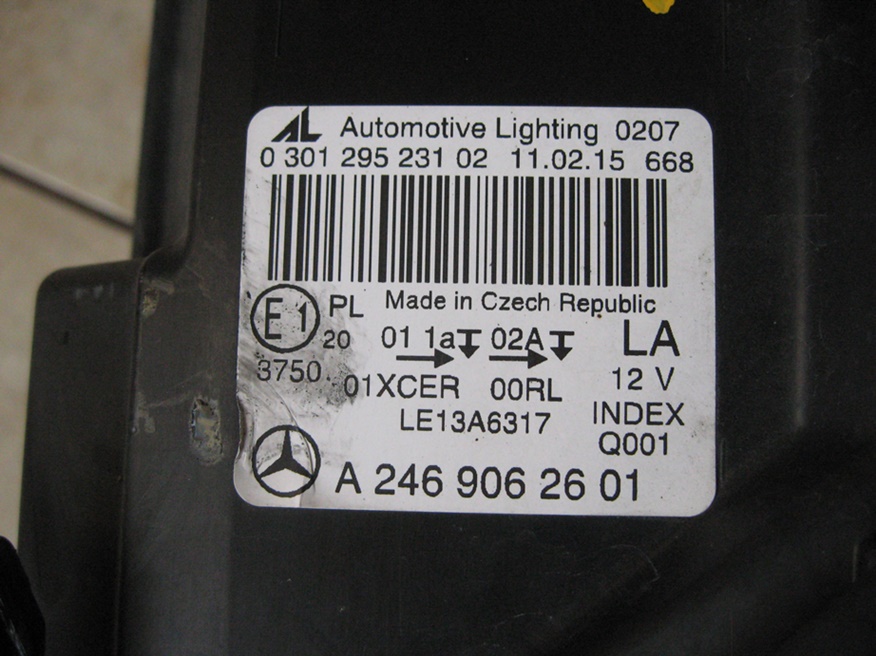 AL Automotive Lighting 0207
0 301 295 231 02 11.02.15 668
Made in Czech Republic
E1 PL 20 01 1a 02A LA
3750 01XCER 00RL 12 V
LE13A6317 INDEX
Q001
A 246 906 26 01